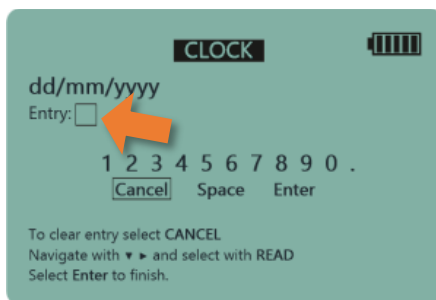 CLOCK
dd/mm/yyyy
Entry:
1 2 3 4 5 6 7 8 9 0 .
Cancel Space Enter
To clear entry select CANCEL
Navigate with ▼ ► and select with READ
Select Enter to finish.